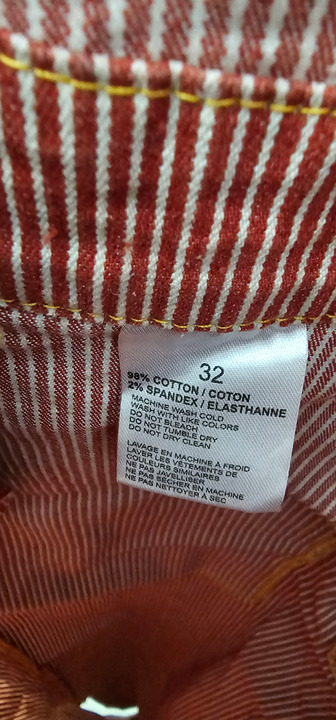 32
98% COTTON / COTON
2% SPANDEX / ELASTHANNE
MACHINE WASH COLD
WASH WITH LIKE COLORS
DO NOT BLEACH
DO NOT TUMBLE DRY
DO NOT DRY CLEAN
LAVAGE EN MACHINE À FROID
LAVER LES VÊTEMENTS DE
COULEURS SIMILAIRES
NE PAS JAVELLISER
NE PAS SÉCHER EN MACHINE
NE PAS NETTOYER À SEC